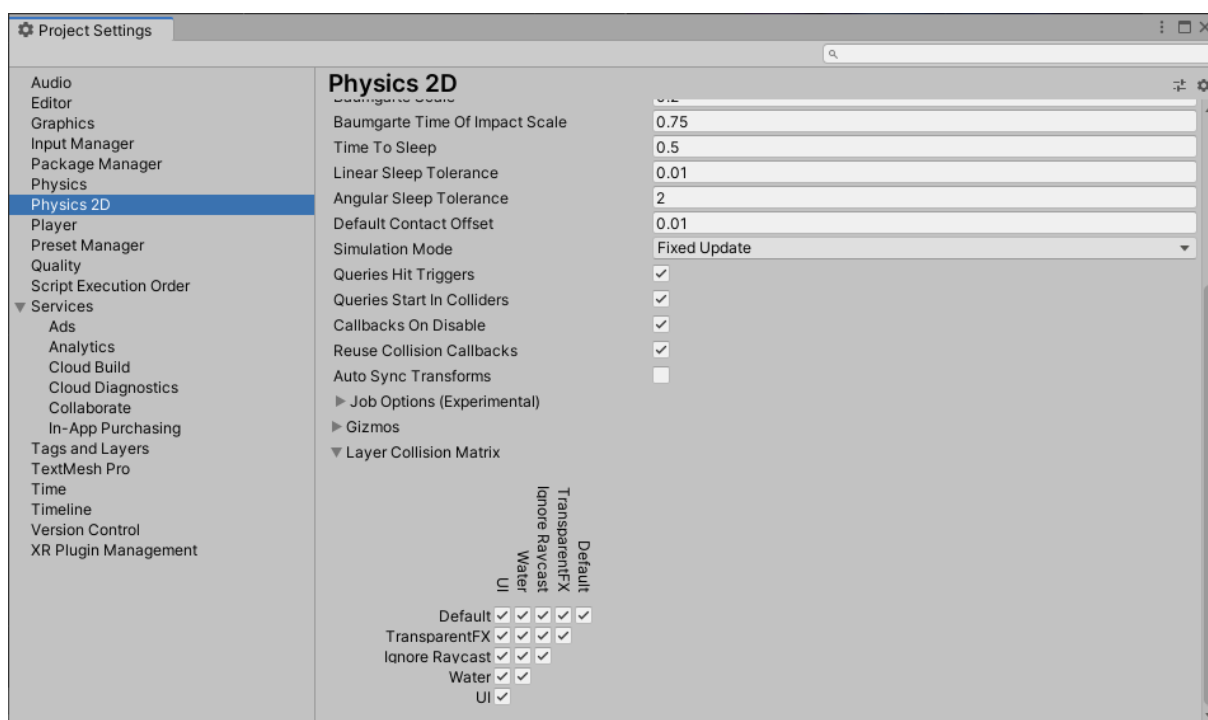 Project Settings
Audio
Editor
Graphics
Input Manager
Package Manager
Physics
Physics 2D
Player
Preset Manager
Quality
Script Execution Order
Services
Ads
Analytics
Cloud Build
Cloud Diagnostics
Collaborate
In-App Purchasing
Tags and Layers
TextMesh Pro
Time
Timeline
Version Control
XR Plugin Management
Physics 2D
Baumgarte Scale 0.2
Baumgarte Time Of Impact Scale 0.75
Time To Sleep 0.5
Linear Sleep Tolerance 0.01
Angular Sleep Tolerance 2
Default Contact Offset 0.01
Simulation Mode Fixed Update
Queries Hit Triggers
Queries Start In Colliders
Callbacks On Disable
Reuse Collision Callbacks
Auto Sync Transforms
Job Options (Experimental)
Gizmos
Layer Collision Matrix
UI
Water
Ignore Raycast
TransparentFX
Default
Default
TransparentFX
Ignore Raycast
Water
UI